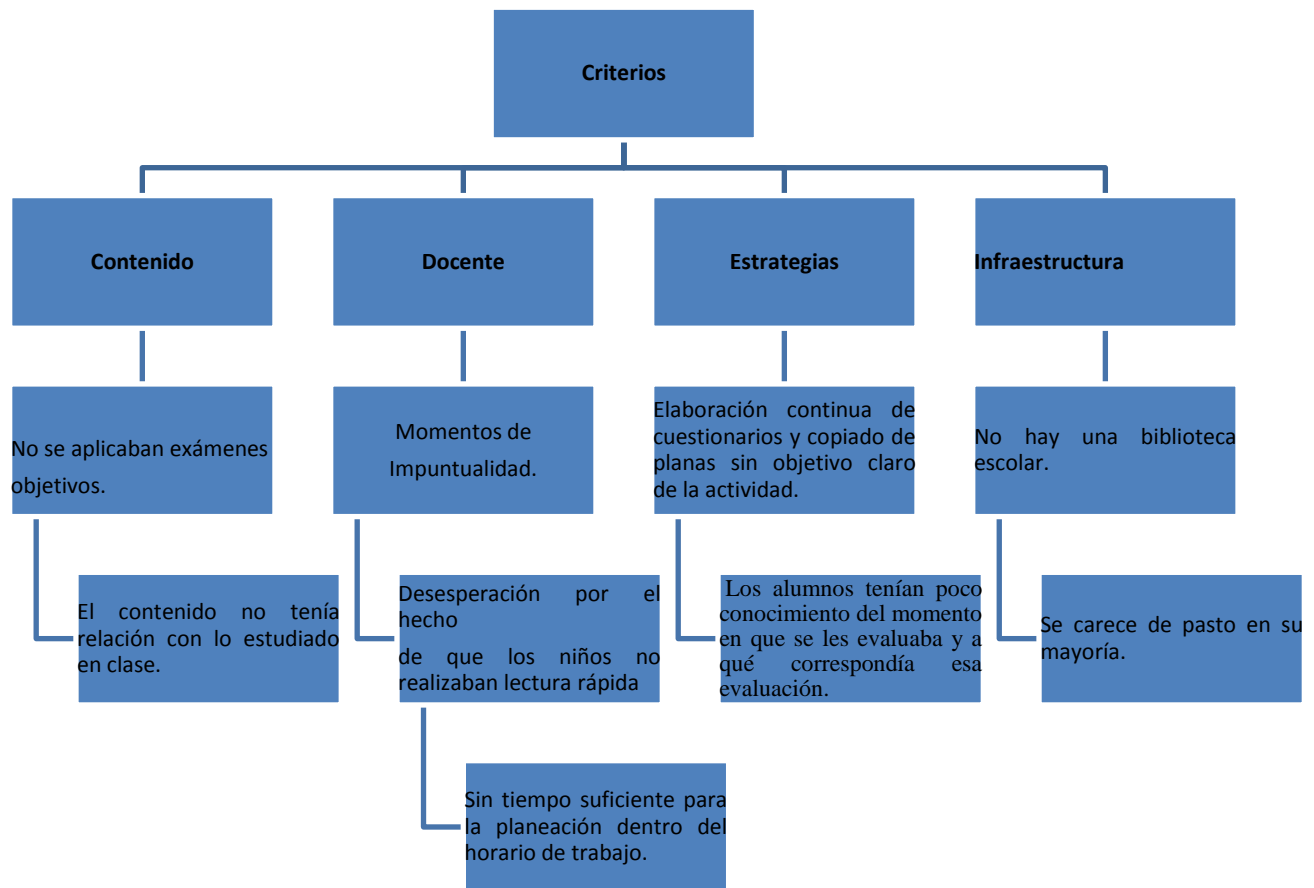 Criterios
Contenido
Docente
Estrategias
Infraestructura
No se aplicaban exámenes
objetivos.
Momentos de
Impuntualidad.
Elaboración continua de
cuestionarios y copiado de
planas sin objetivo claro
de la actividad.
No hay una biblioteca
escolar.
El contenido no tenía
relación con lo estudiado
en clase.
Desesperación por el
hecho
de que los niños no
realizaban lectura rápida
Los alumnos tenían poco
conocimiento del momento
en que se les evaluaba y a
qué correspondía esa
evaluación.
Se carece de pasto en su
mayoría.
Sin tiempo suficiente para
la planeación dentro del
horario de trabajo.